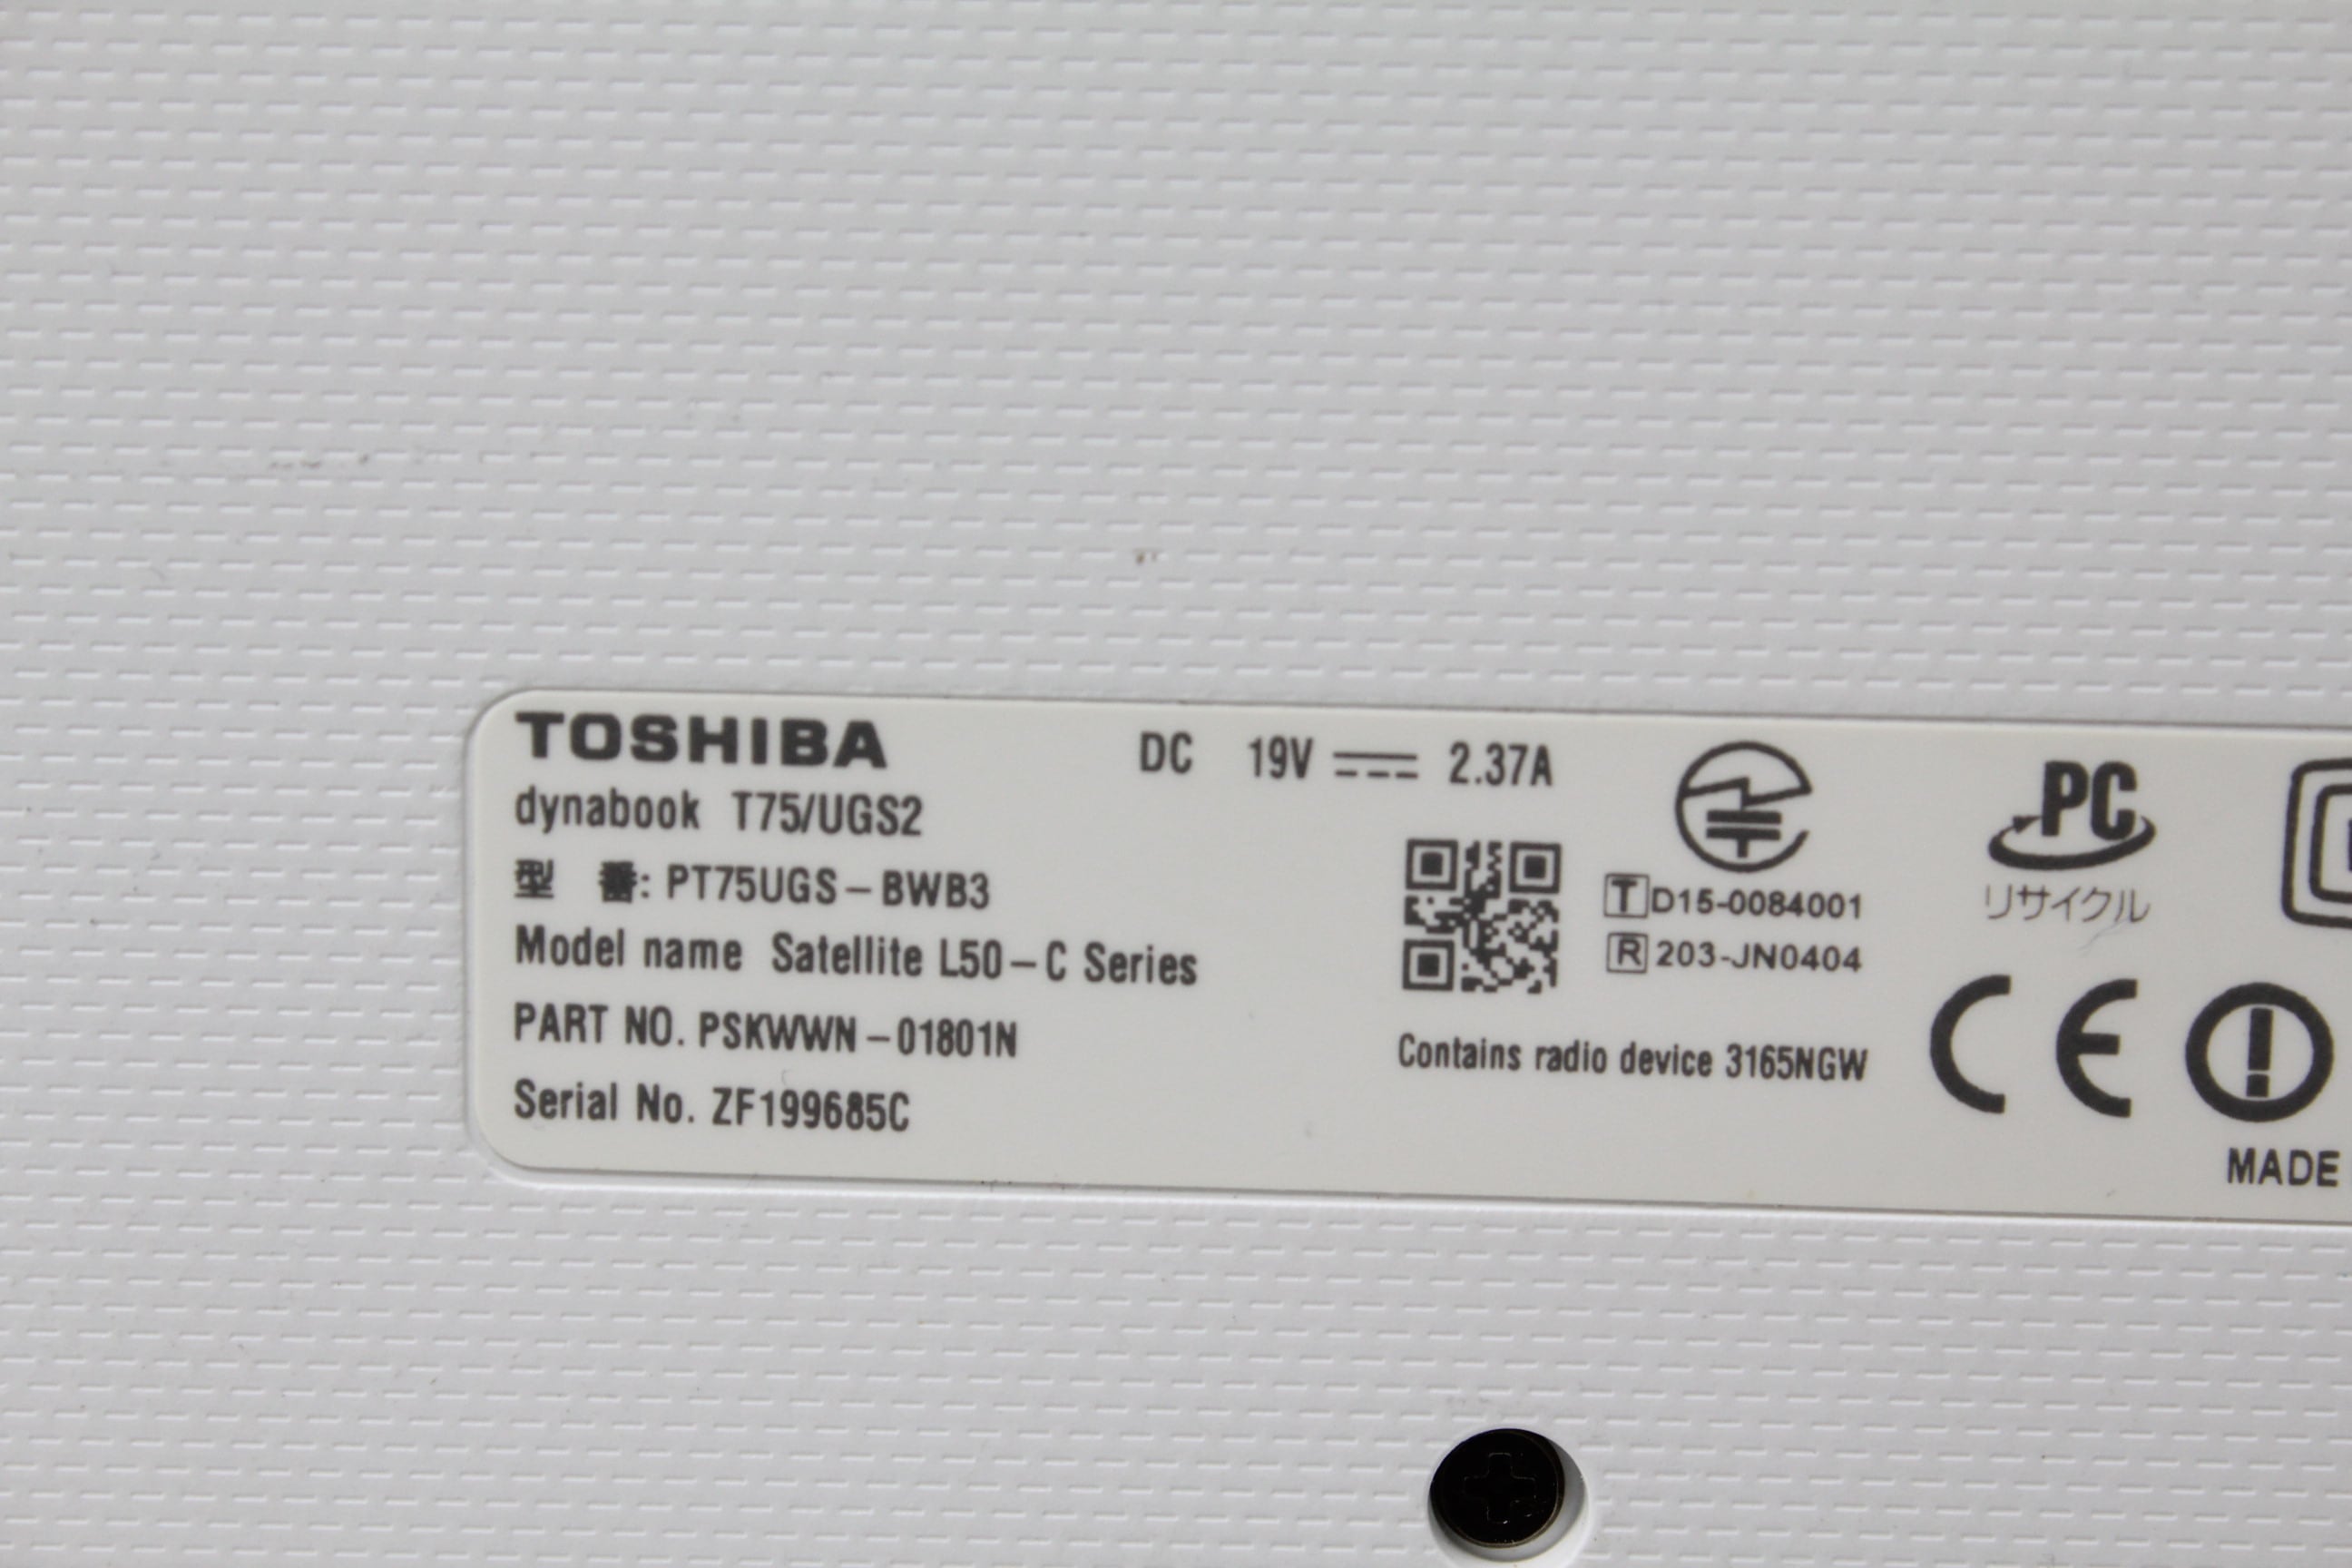 TOSHIBA
DC 19V 2.37A
dynabook T75/UGS2
型 番: PT75UGS-BWB3
Model name Satellite L50-C Series
PART NO. PSKWWN-01801N
Serial No. ZF199685C
T D15-0084001
R 203-JN0404
Contains radio device 3165NGW
PC
リサイクル
CE
MADE